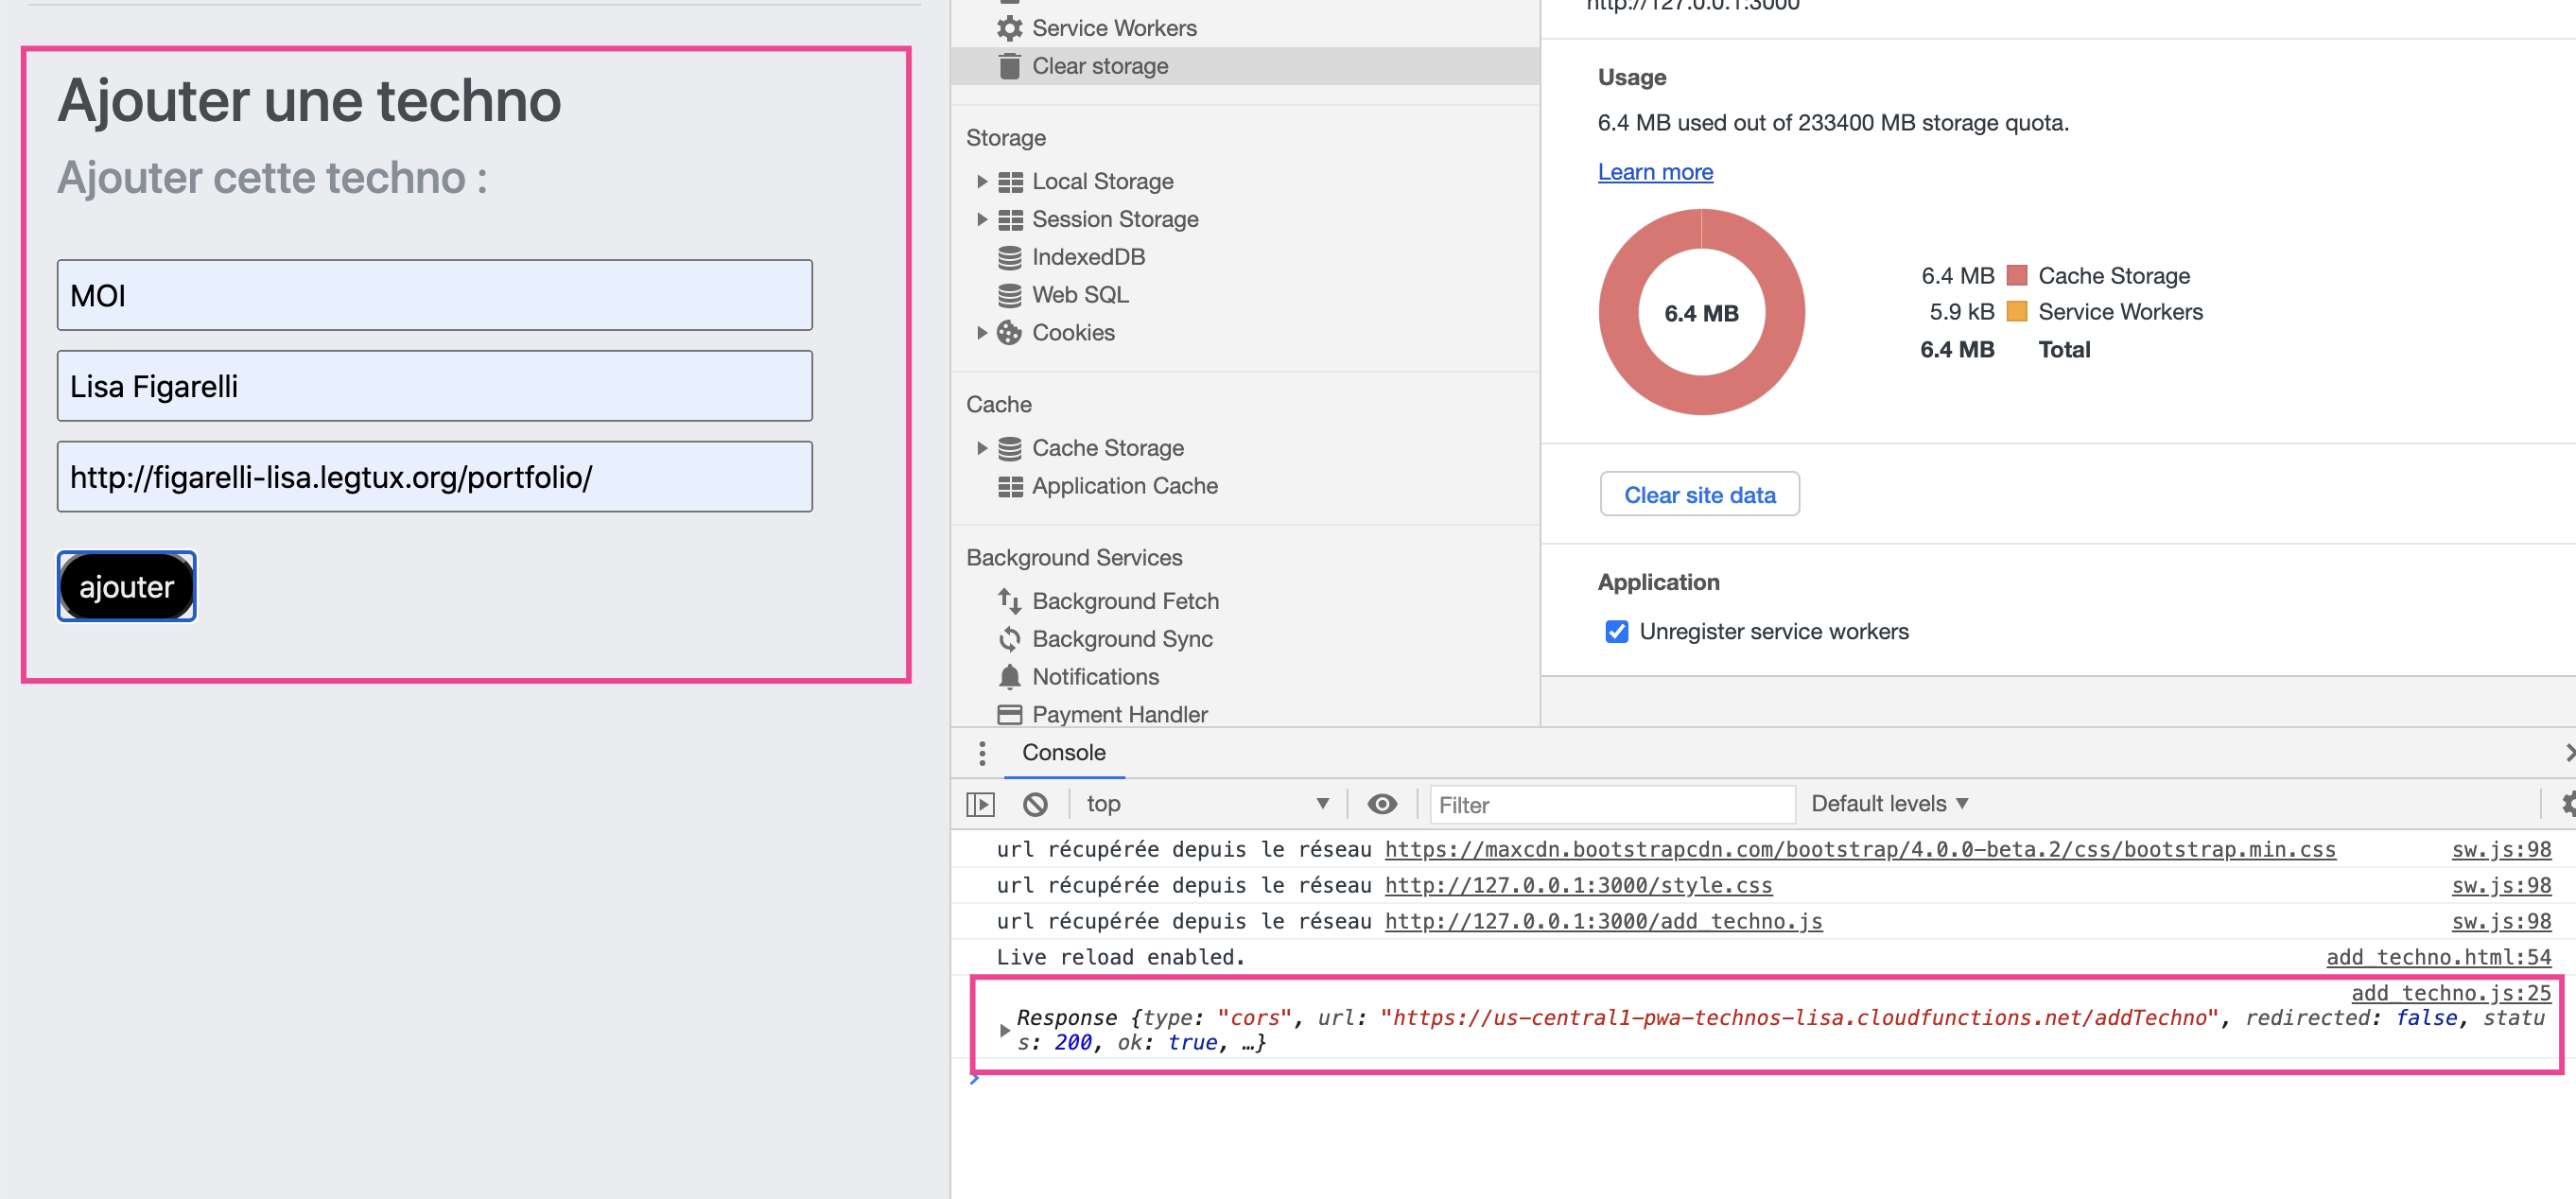 Ajouter une techno
Ajouter cette techno :
MOI
Lisa Figarelli
http://figarelli-lisa.legtux.org/portfolio/
ajouter
Service Workers
Clear storage
Storage
Local Storage
Session Storage
IndexedDB
Web SQL
Cookies
Cache
Cache Storage
Application Cache
Background Services
Background Fetch
Background Sync
Notifications
Payment Handler
http://127.0.0.1:3000
Usage
6.4 MB used out of 233400 MB storage quota.
Learn more
6.4 MB
6.4 MB Cache Storage
5.9 kB Service Workers
6.4 MB Total
Clear site data
Application
Unregister service workers
Console
top Filter Default levels
url récupérée depuis le réseau https://maxcdn.bootstrapcdn.com/bootstrap/4.0.0-beta.2/css/bootstrap.min.css sw.js:98
url récupérée depuis le réseau http://127.0.0.1:3000/style.css sw.js:98
url récupérée depuis le réseau http://127.0.0.1:3000/add_techno.js sw.js:98
Live reload enabled. add_techno.html:54
add_techno.js:25
Response {type: "cors", url: "https://us-central1-pwa-technos-lisa.cloudfunctions.net/addTechno", redirected: false, statu
s: 200, ok: true, …}